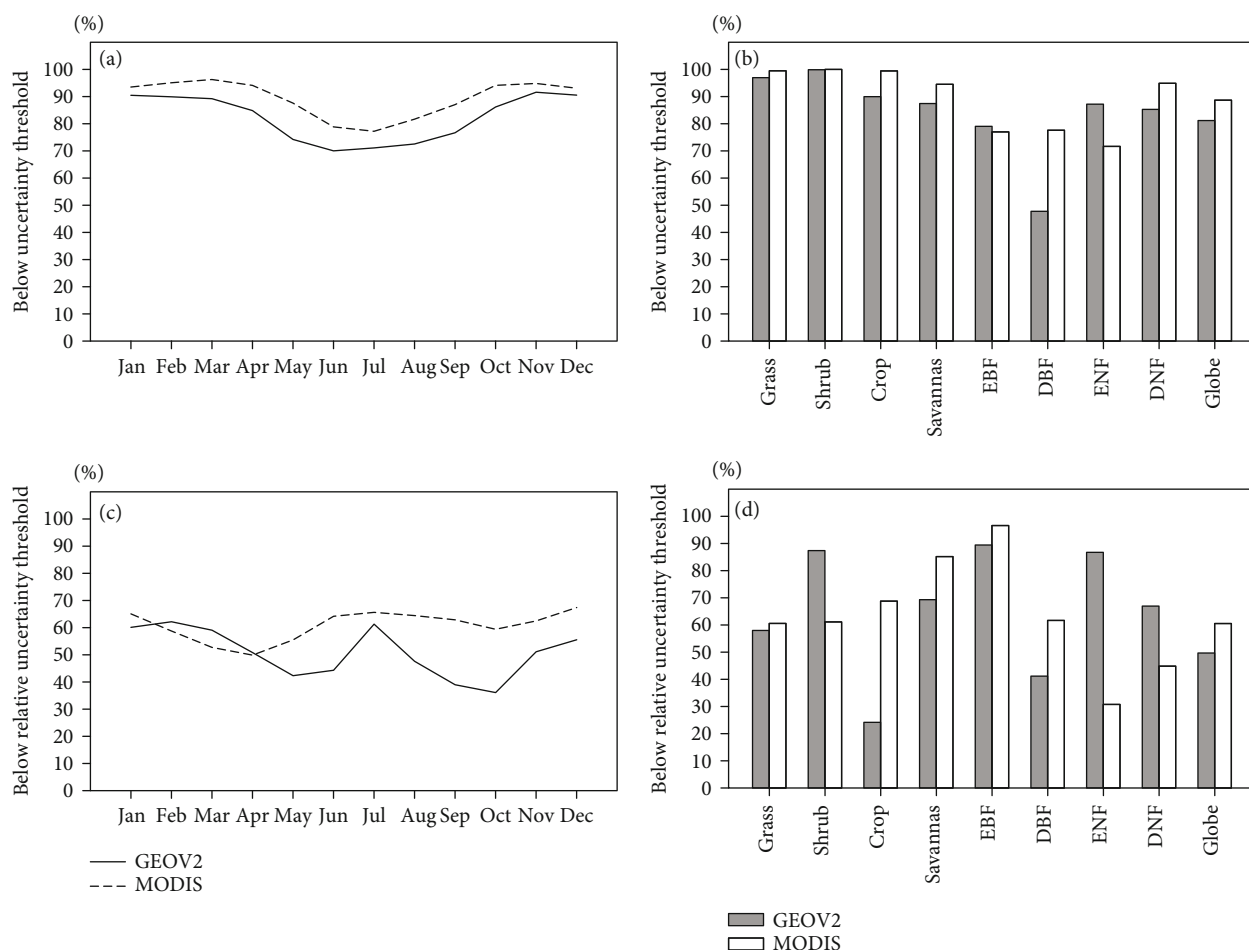 (%)
(a)
Below uncertainty threshold
100
90
80
70
60
50
40
30
20
10
0
Jan Feb Mar Apr May Jun Jul Aug Sep Oct Nov Dec
(%)
(b)
Below uncertainty threshold
100
90
80
70
60
50
40
30
20
10
0
Grass
Shrub
Crop
Savannas
EBF
DBF
ENF
DNF
Globe
(%)
(c)
Below relative uncertainty threshold
100
90
80
70
60
50
40
30
20
10
0
Jan Feb Mar Apr May Jun Jul Aug Sep Oct Nov Dec
GEOV2
MODIS
(%)
(d)
Below relative uncertainty threshold
100
90
80
70
60
50
40
30
20
10
0
Grass
Shrub
Crop
Savannas
EBF
DBF
ENF
DNF
Globe
GEOV2
MODIS